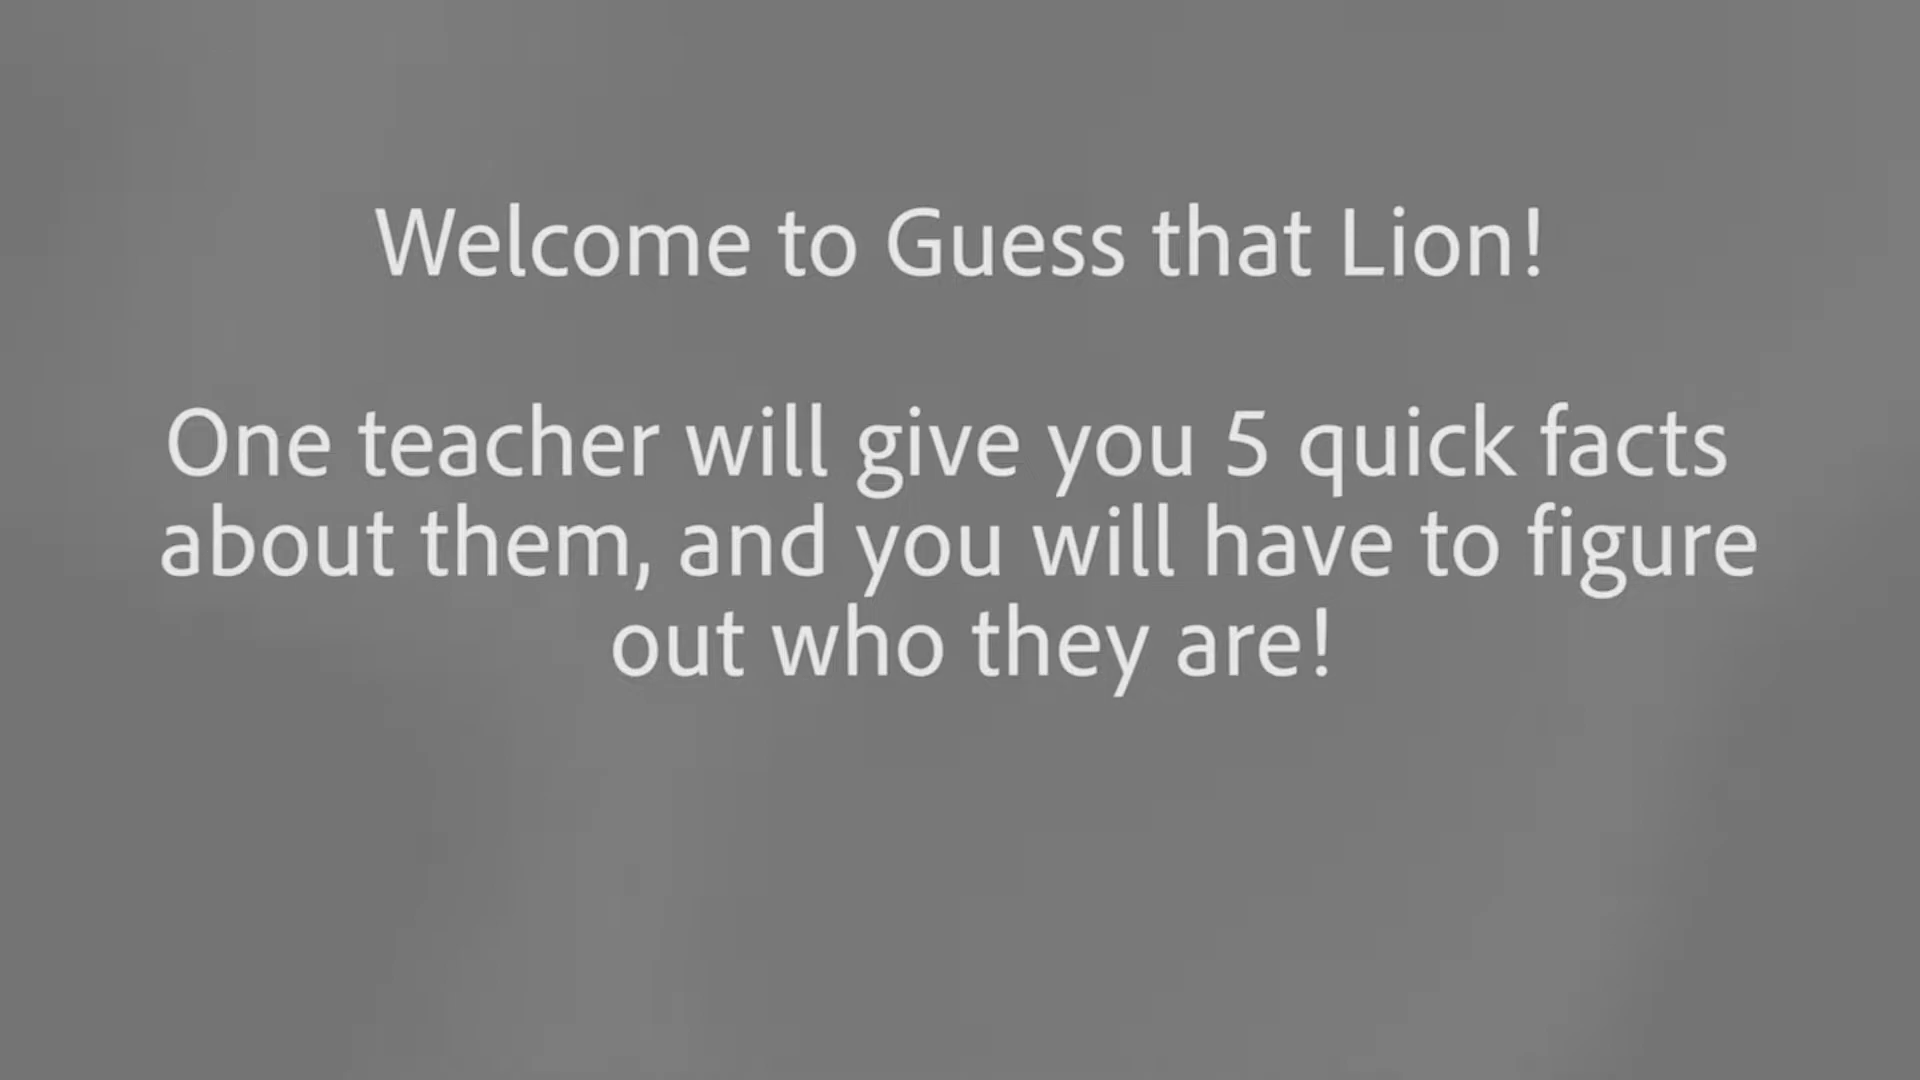 Welcome to Guess that Lion!
One teacher will give you 5 quick facts
about them, and you will have to figure
out who they are!